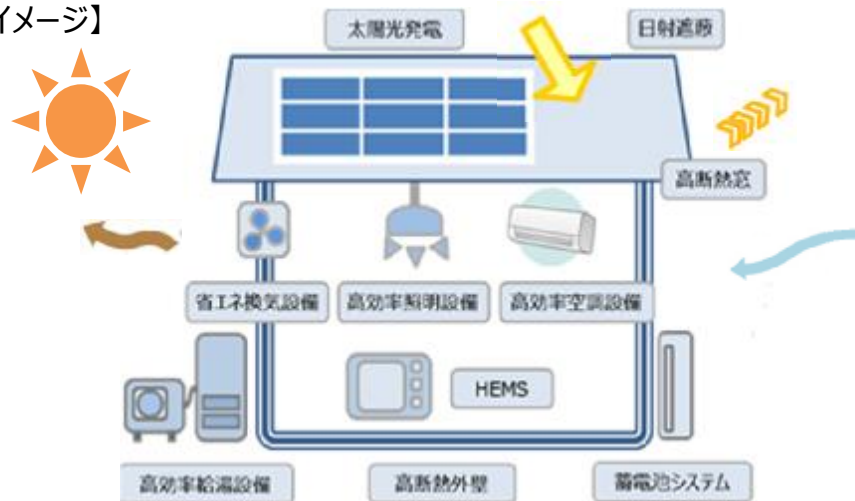 イメージ】
太陽光発電
日射遮蔽
高断熱窓
省エネ換気設備
高効率照明設備
高効率空調設備
HEMS
高効率給湯設備
高断熱外壁
蓄電池システム